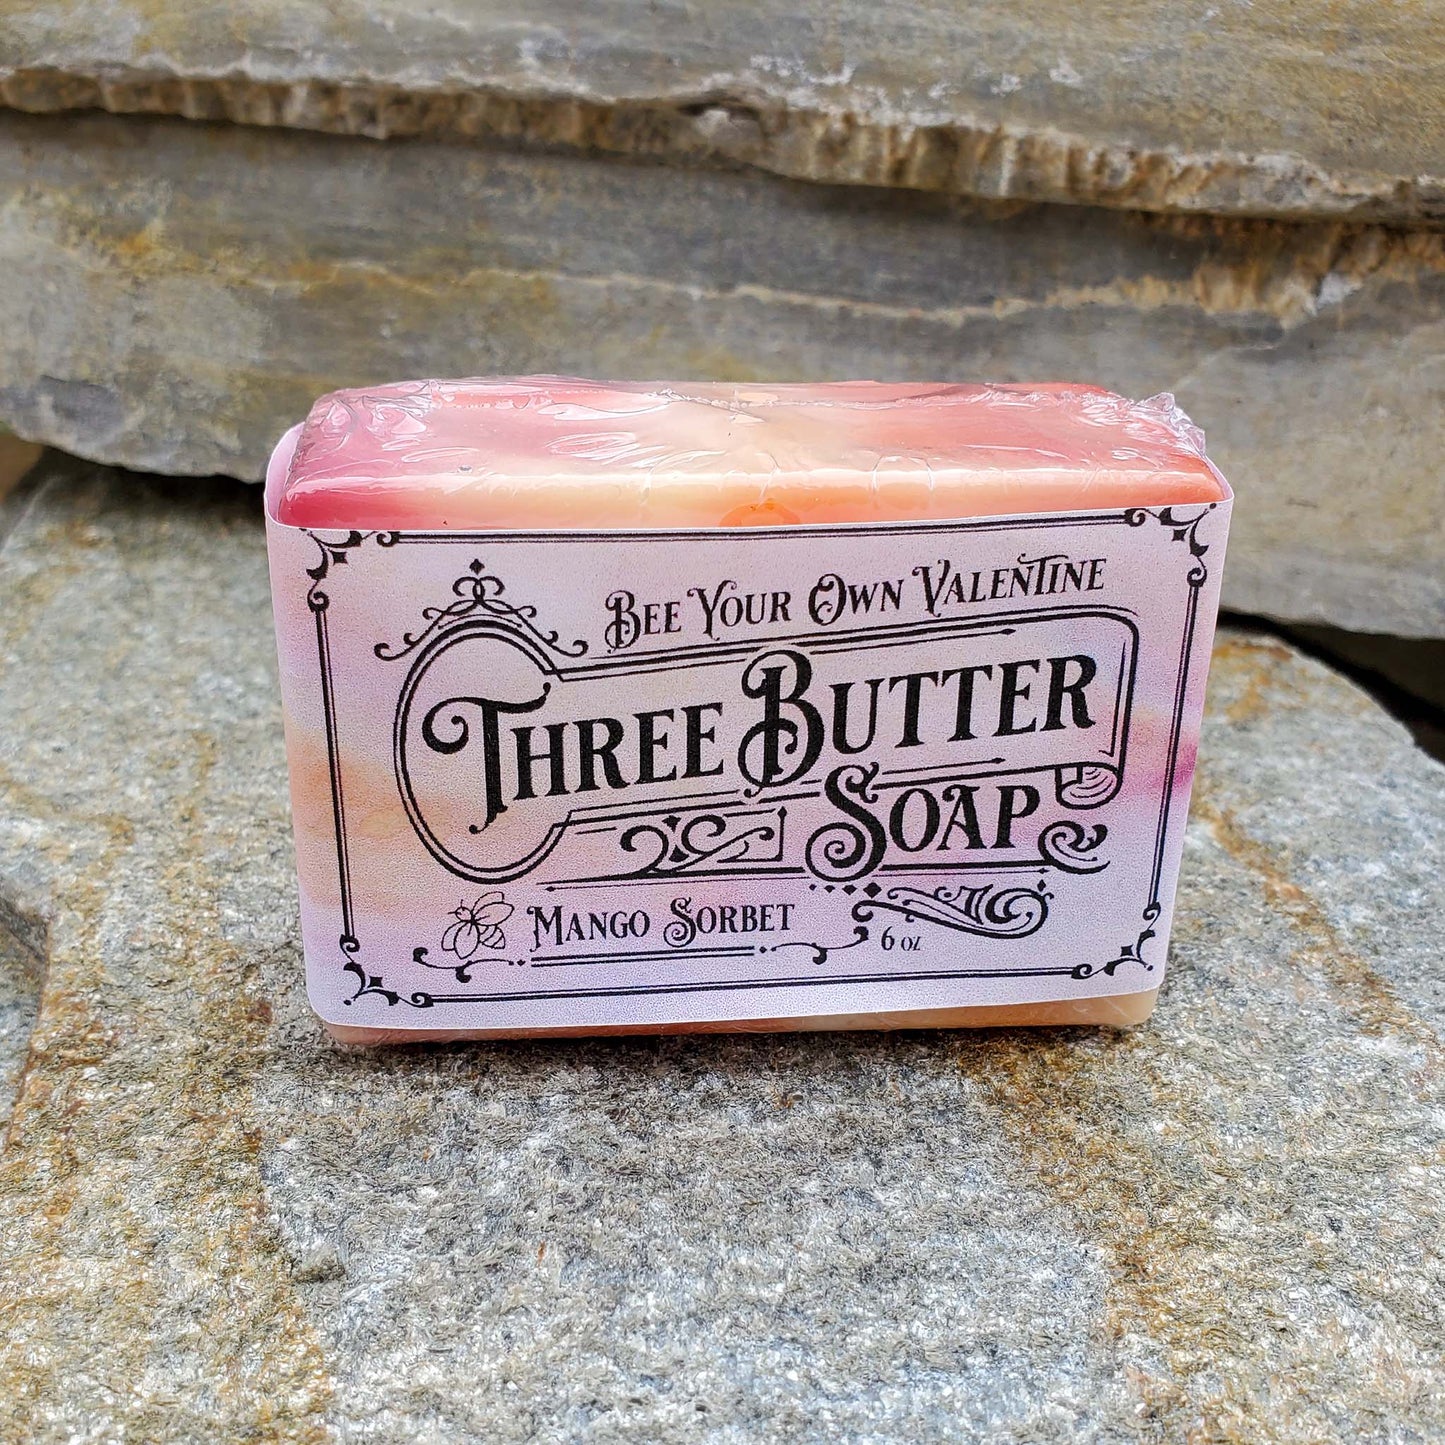 Bee Your Own Valentine
Three Butter
Soap
Mango Sorbet
6 oz